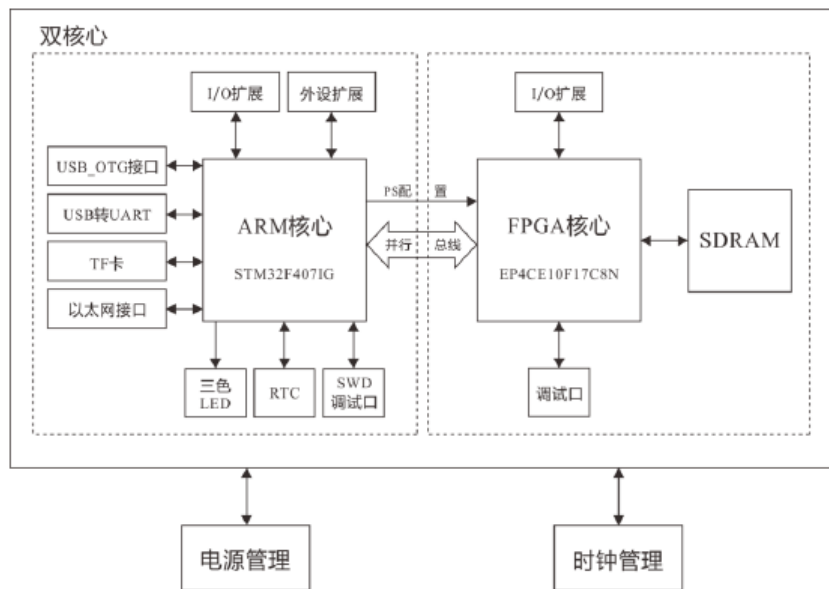 双核心
I/O扩展
外设扩展
I/O扩展
USB_OTG接口
USB转UART
TF卡
以太网接口
ARM核心
STM32F407IG
PS配 置
并行 总线
FPGA核心
EP4CE10F17C8N
SDRAM
三色
LED
RTC
SWD
调试口
调试口
电源管理
时钟管理